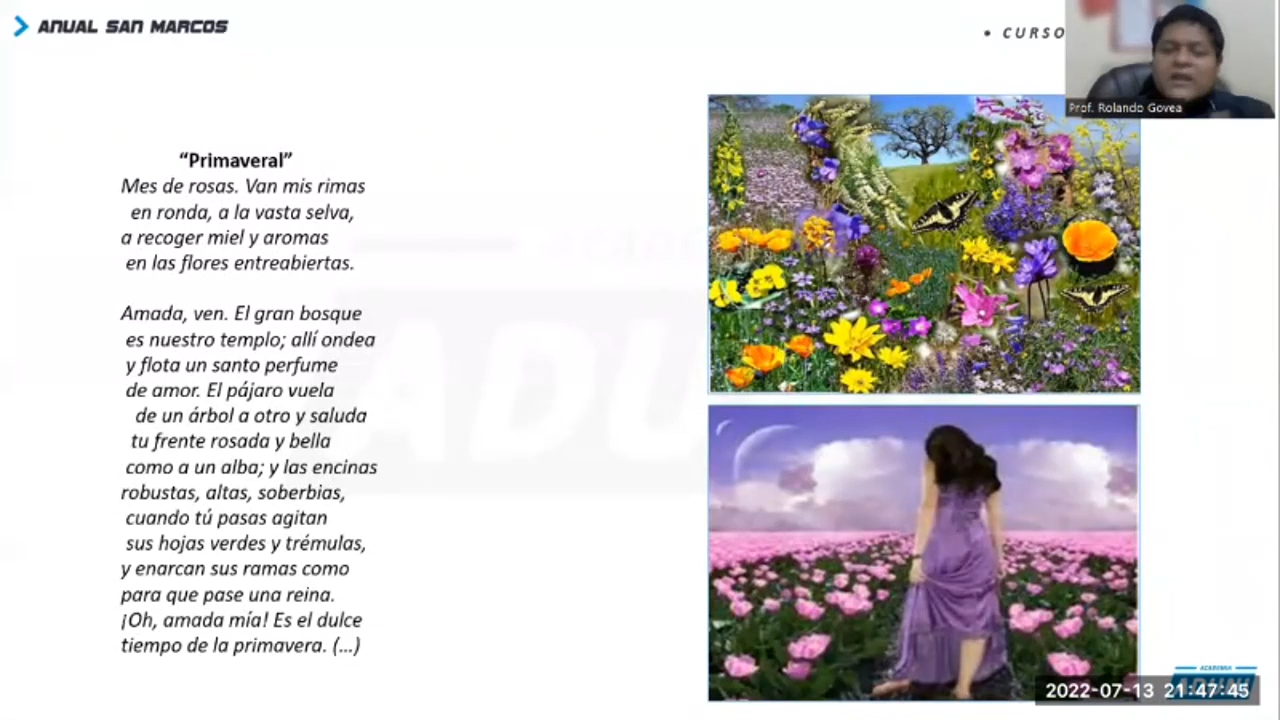 ANUAL SAN MARCOS
• CURSO
Prof. Rolando Govea
“Primaveral”
Mes de rosas. Van mis rimas
en ronda, a la vasta selva,
a recoger miel y aromas
en las flores entreabiertas.
Amada, ven. El gran bosque
es nuestro templo; allí ondea
y flota un santo perfume
de amor. El pájaro vuela
de un árbol a otro y saluda
tu frente rosada y bella
como a un alba; y las encinas
robustas, altas, soberbias,
cuando tú pasas agitan
sus hojas verdes y trémulas,
y enarcan sus ramas como
para que pase una reina.
¡Oh, amada mía! Es el dulce
tiempo de la primavera. (...)
ACADEMIA
ADUNI
2022-07-13 21:47:45